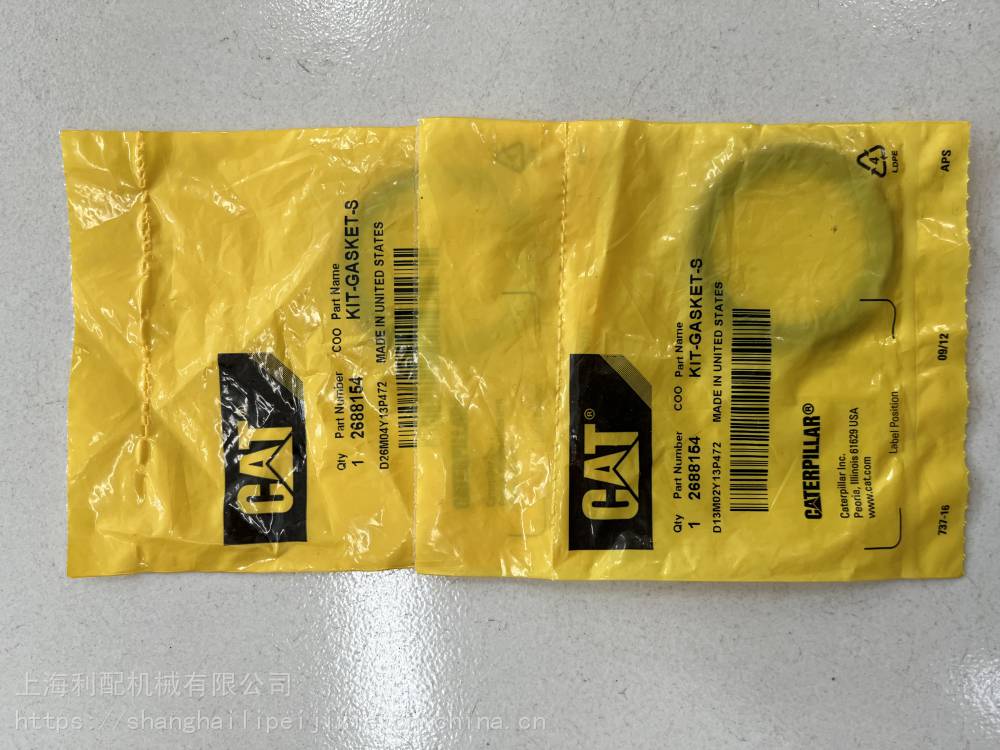 CAT
Qty Part Number COO Part Name
1 2688154 KIT-GASKET-S
D26M04Y13P472 MADE IN UNITED STATES
CAT®
Qty Part Number COO Part Name
1 2688154 KIT-GASKET-S
D13M02Y13P472 MADE IN UNITED STATES
CATERPILLAR®
Caterpillar Inc.
Peoria, Illinois 61629 USA
www.cat.com
Label Position
4
LDPE
737-16 09/12 APS
上海利配机械有限公司